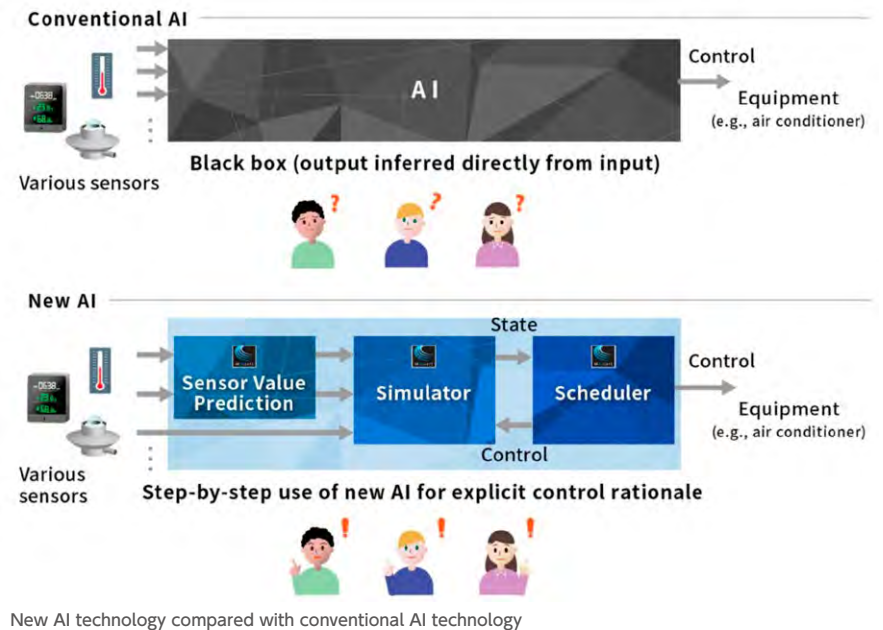 Conventional AI
AI
Control
Equipment
(e.g., air conditioner)
Various sensors
Black box (output inferred directly from input)
? ? ?
New AI
State
Sensor Value
Prediction
Simulator
Scheduler
Control
Control
Equipment
(e.g., air conditioner)
Various
sensors
Step-by-step use of new AI for explicit control rationale
! ! !
New AI technology compared with conventional AI technology